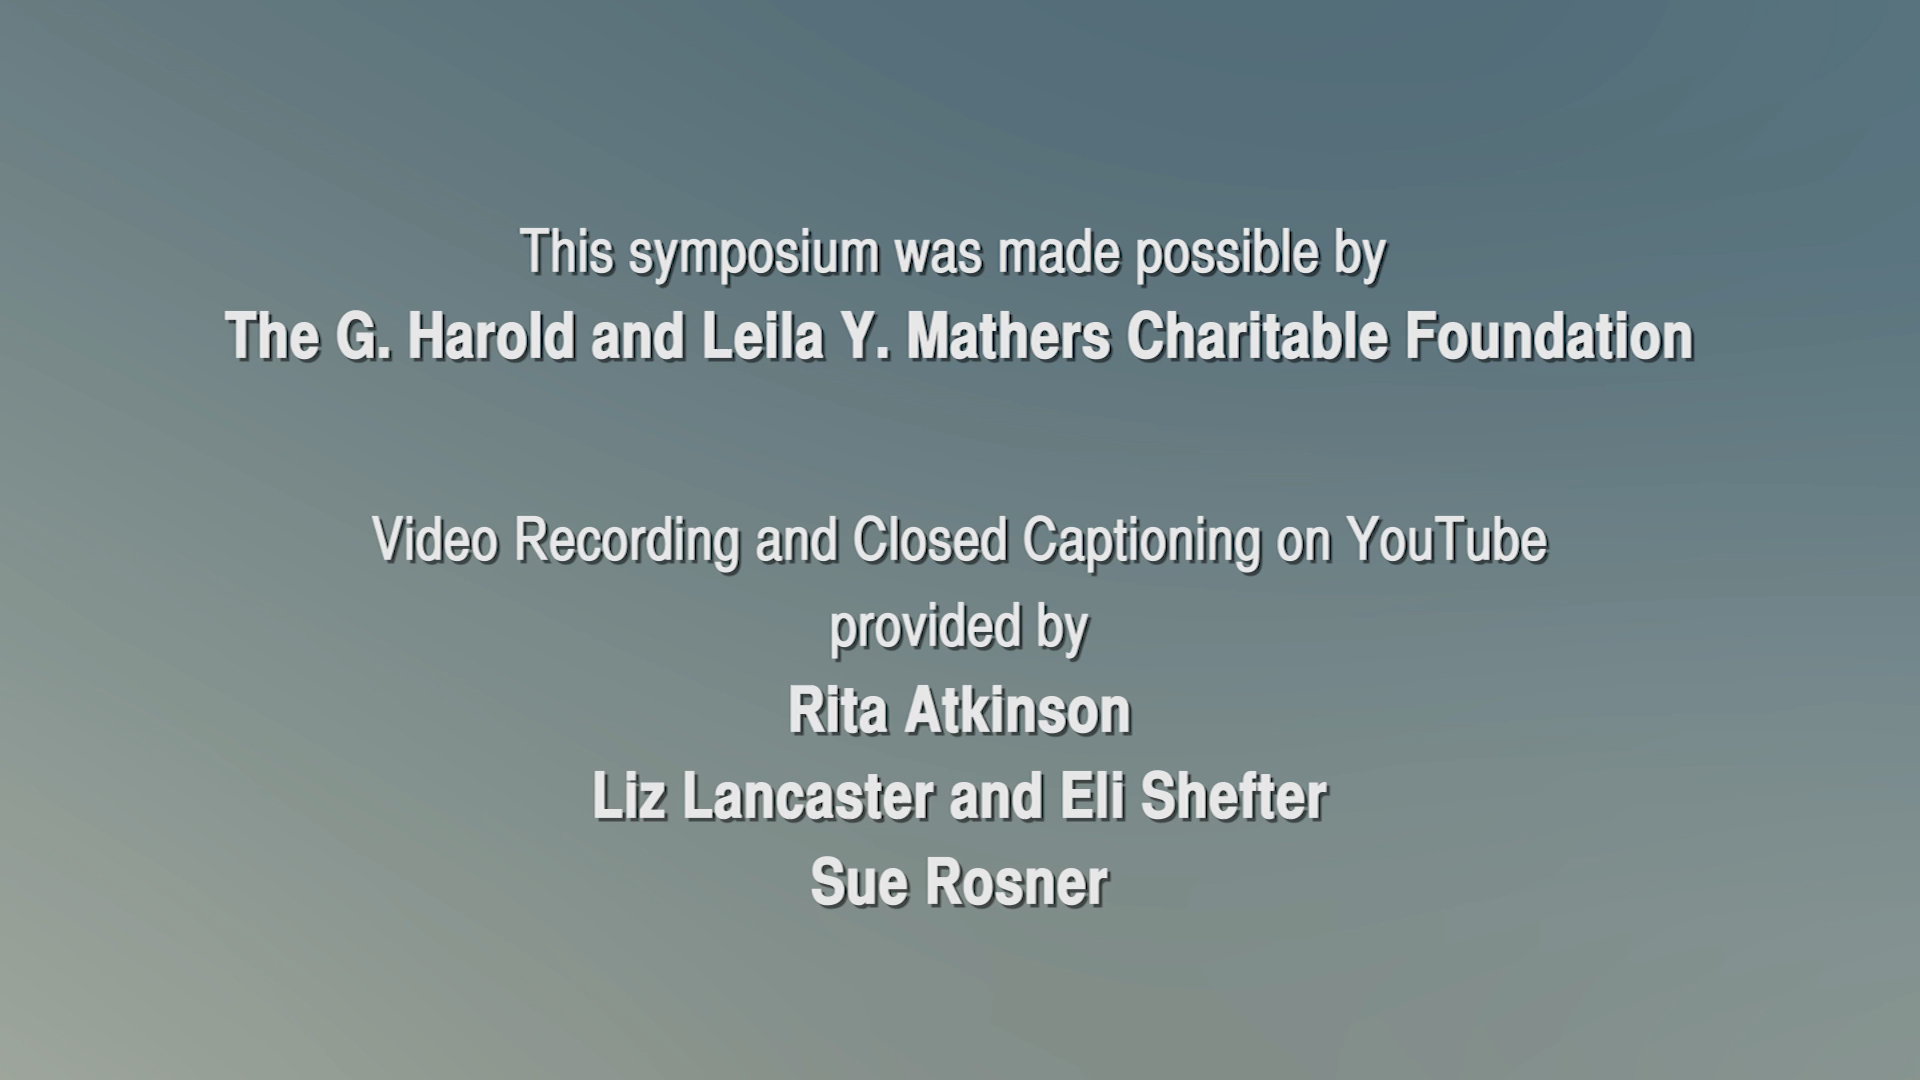 This symposium was made possible by
The G. Harold and Leila Y. Mathers Charitable Foundation
Video Recording and Closed Captioning on YouTube
provided by
Rita Atkinson
Liz Lancaster and Eli Shefter
Sue Rosner